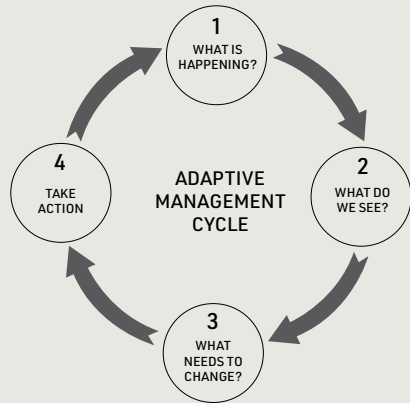 1
WHAT IS
HAPPENING?
2
WHAT DO
WE SEE?
3
WHAT
NEEDS TO
CHANGE?
4
TAKE
ACTION
ADAPTIVE
MANAGEMENT
CYCLE